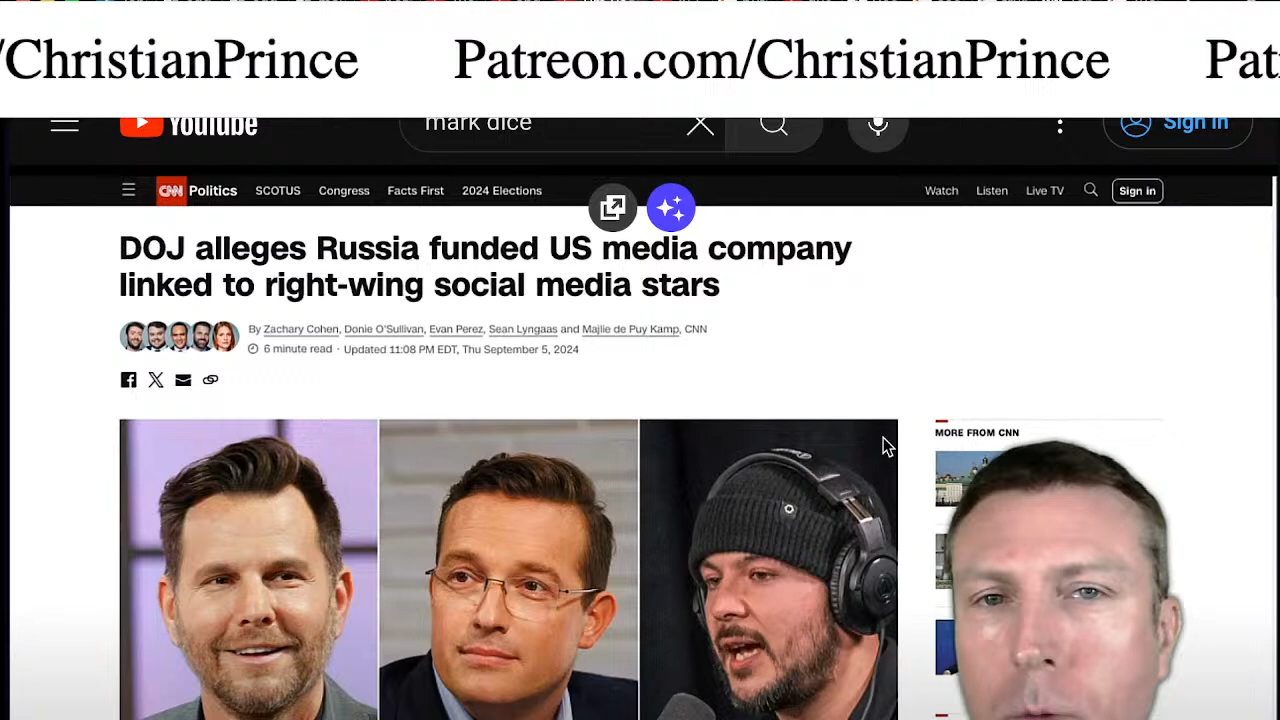 /ChristianPrince Patreon.com/ChristianPrince Pat
YouTube mark dice Sign in
CNN Politics SCOTUS Congress Facts First 2024 Elections Watch Listen Live TV Sign in
DOJ alleges Russia funded US media company
linked to right-wing social media stars
By Zachary Cohen, Donie O'Sullivan, Evan Perez, Sean Lyngaas and Majlie de Puy Kamp, CNN
6 minute read · Updated 11:08 PM EDT, Thu September 5, 2024
MORE FROM CNN